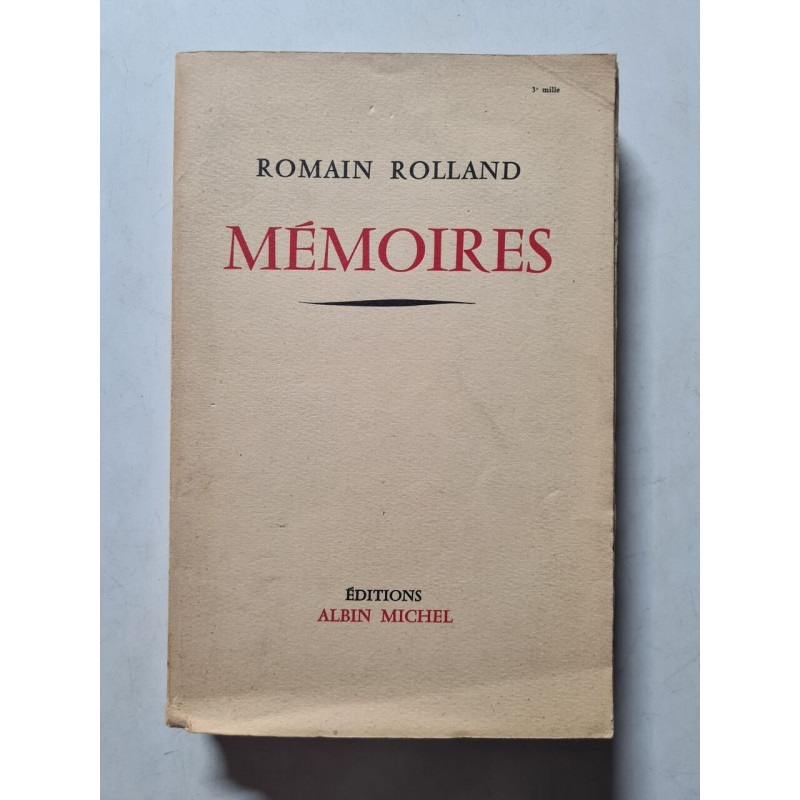 3e mille
ROMAIN ROLLAND
MÉMOIRES
ÉDITIONS
ALBIN MICHEL